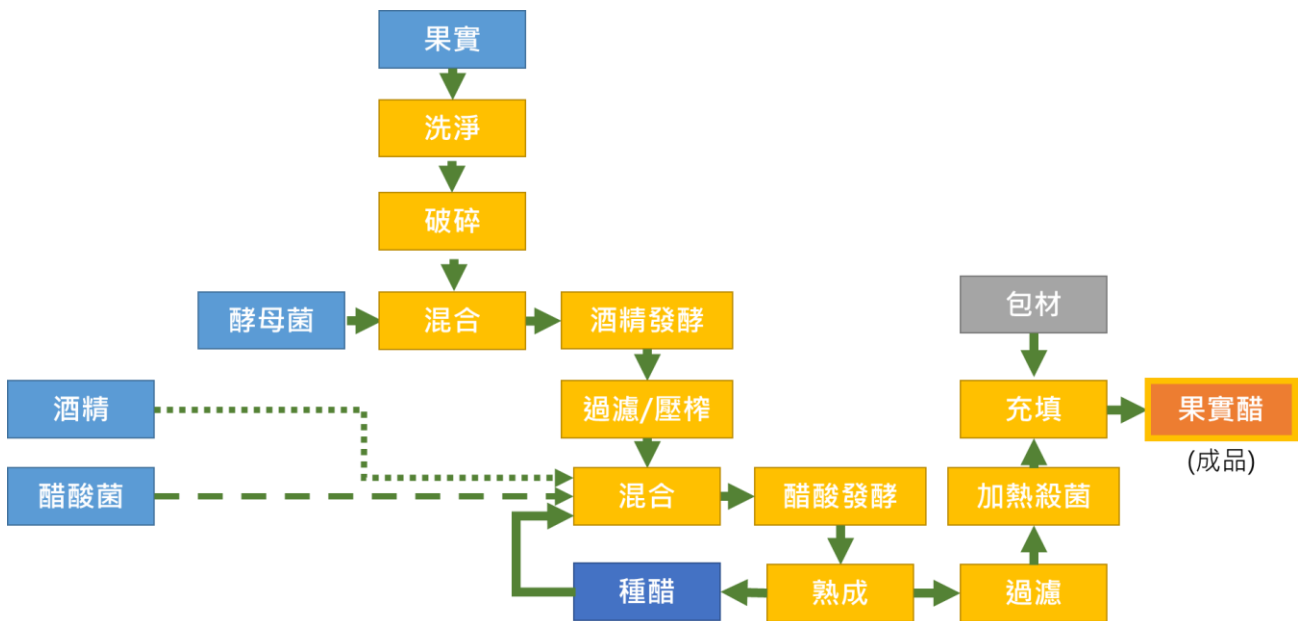 果實
洗淨
破碎
酵母菌
混合
酒精發酵
包材
酒精
過濾/壓榨
充填
果實醋
(成品)
醋酸菌
混合
醋酸發酵
加熱殺菌
種醋
熟成
過濾